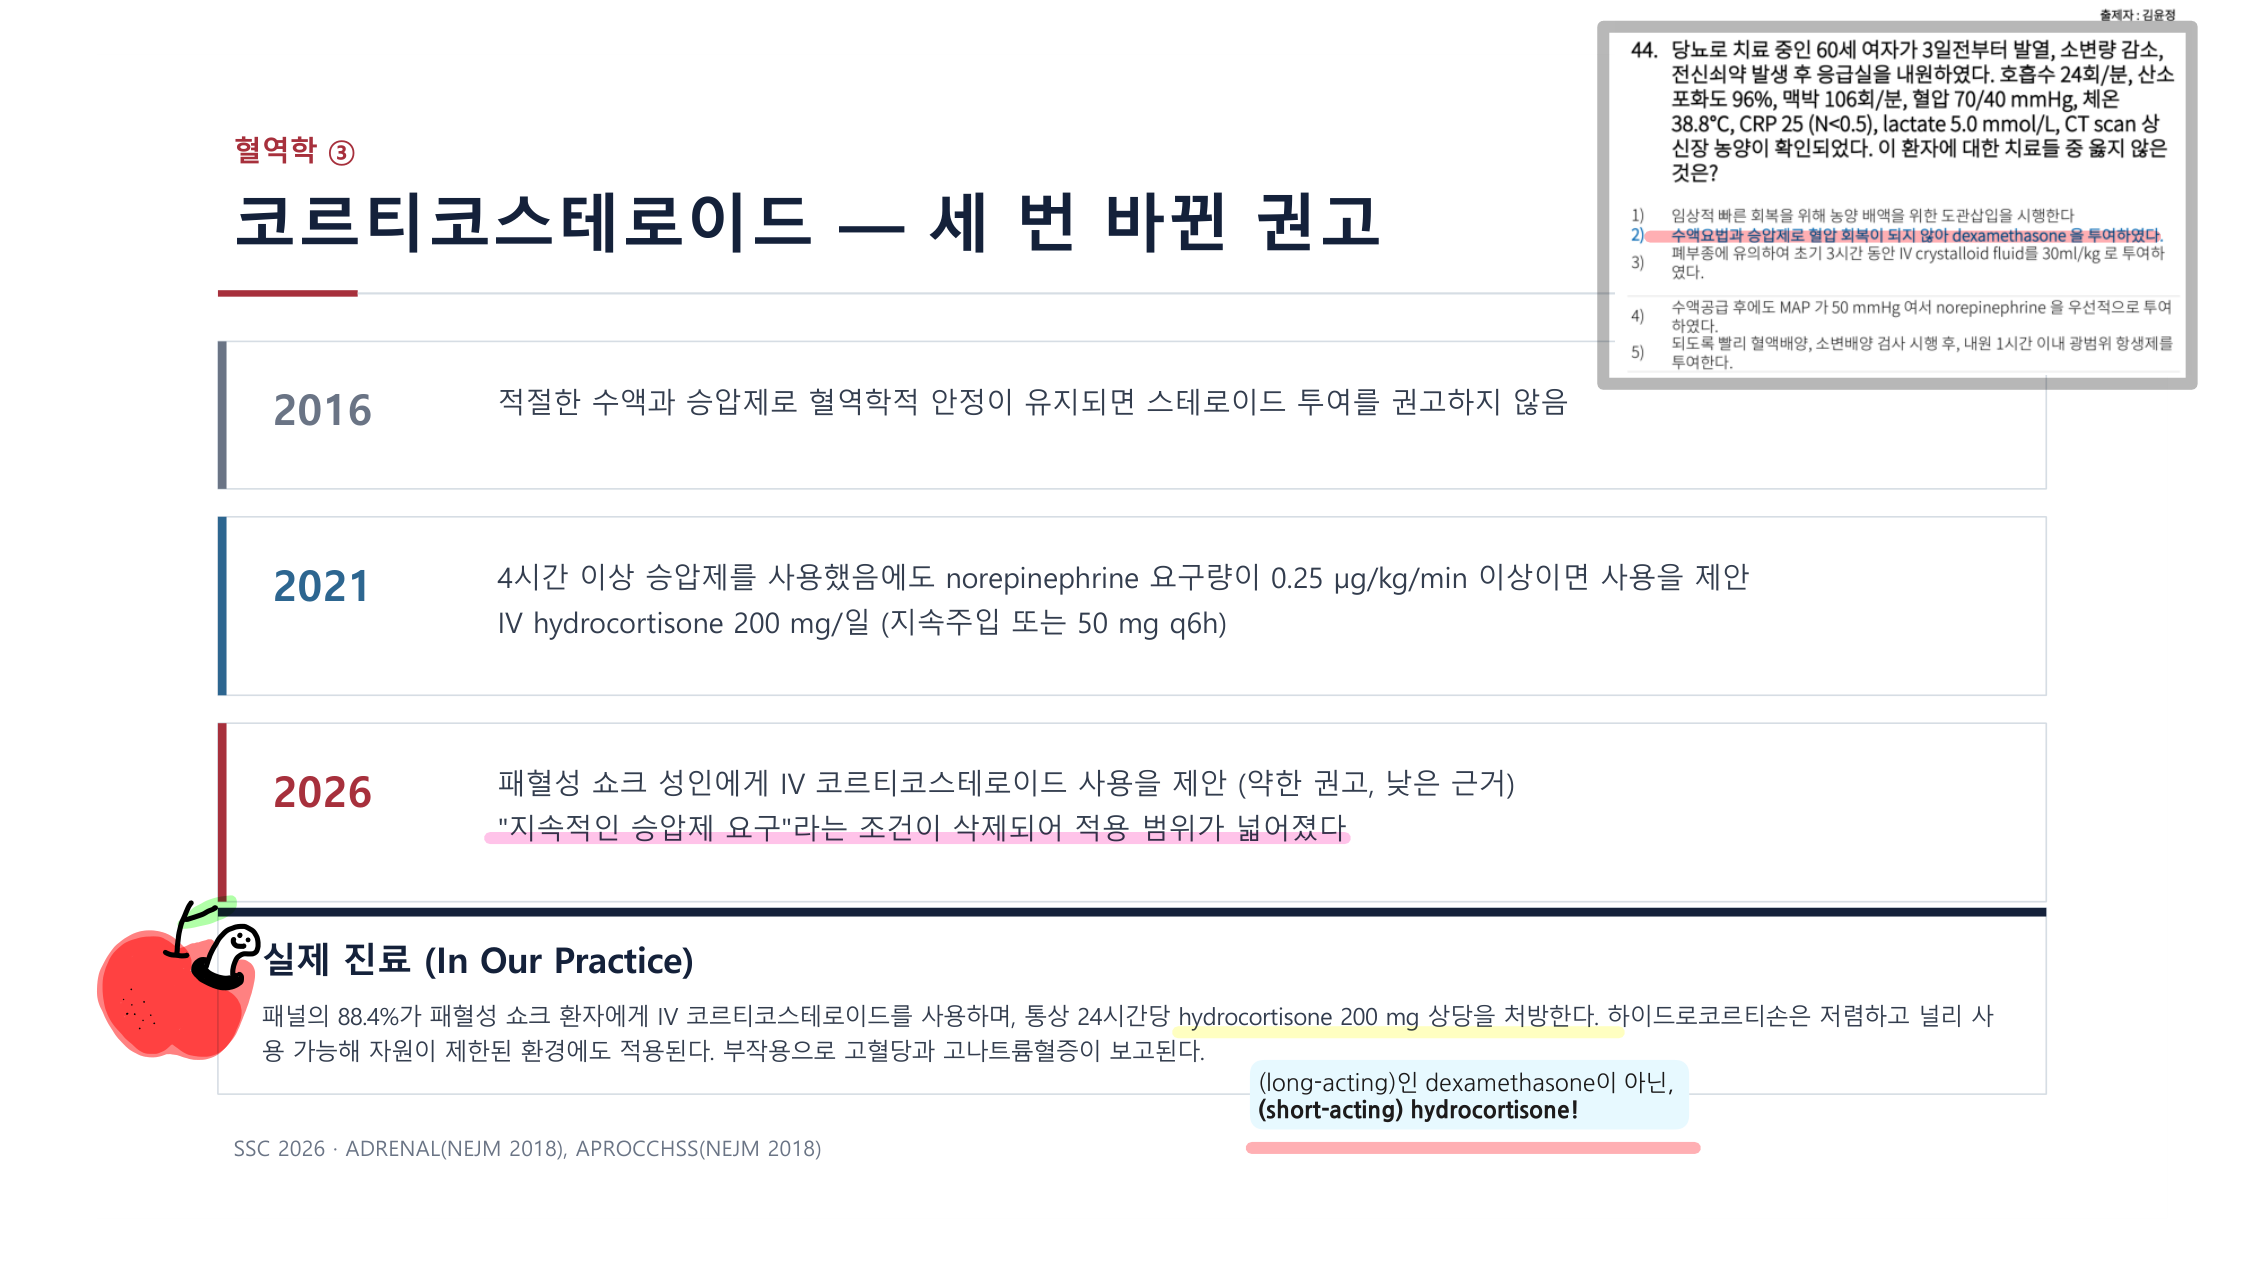 출제자 : 김윤정
44. 당뇨로 치료 중인 60세 여자가 3일전부터 발열, 소변량 감소,
전신쇠약 발생 후 응급실을 내원하였다. 호흡수 24회/분, 산소
포화도 96%, 맥박 106회/분, 혈압 70/40 mmHg, 체온
38.8°C, CRP 25 (N<0.5), lactate 5.0 mmol/L, CT scan 상
신장 농양이 확인되었다. 이 환자에 대한 치료들 중 옳지 않은
것은?
1) 임상적 빠른 회복을 위해 농양 배액을 위한 도관삽입을 시행한다
2) 수액요법과 승압제로 혈압 회복이 되지 않아 dexamethasone 을 투여하였다.
3) 폐부종에 유의하여 초기 3시간 동안 IV crystalloid fluid를 30ml/kg 로 투여하
였다.
4) 수액공급 후에도 MAP 가 50 mmHg 여서 norepinephrine 을 우선적으로 투여
하였다.
5) 되도록 빨리 혈액배양, 소변배양 검사 시행 후, 내원 1시간 이내 광범위 항생제를
투여한다.
혈역학 ③
코르티코스테로이드 — 세 번 바뀐 권고
2016
적절한 수액과 승압제로 혈역학적 안정이 유지되면 스테로이드 투여를 권고하지 않음
2021
4시간 이상 승압제를 사용했음에도 norepinephrine 요구량이 0.25 µg/kg/min 이상이면 사용을 제안
IV hydrocortisone 200 mg/일 (지속주입 또는 50 mg q6h)
2026
패혈성 쇼크 성인에게 IV 코르티코스테로이드 사용을 제안 (약한 권고, 낮은 근거)
"지속적인 승압제 요구"라는 조건이 삭제되어 적용 범위가 넓어졌다
실제 진료 (In Our Practice)
패널의 88.4%가 패혈성 쇼크 환자에게 IV 코르티코스테로이드를 사용하며, 통상 24시간당 hydrocortisone 200 mg 상당을 처방한다. 하이드로코르티손은 저렴하고 널리 사
용 가능해 자원이 제한된 환경에도 적용된다. 부작용으로 고혈당과 고나트륨혈증이 보고된다.
(long-acting)인 dexamethasone이 아닌,
(short-acting) hydrocortisone!
SSC 2026 · ADRENAL(NEJM 2018), APROCCHSS(NEJM 2018)